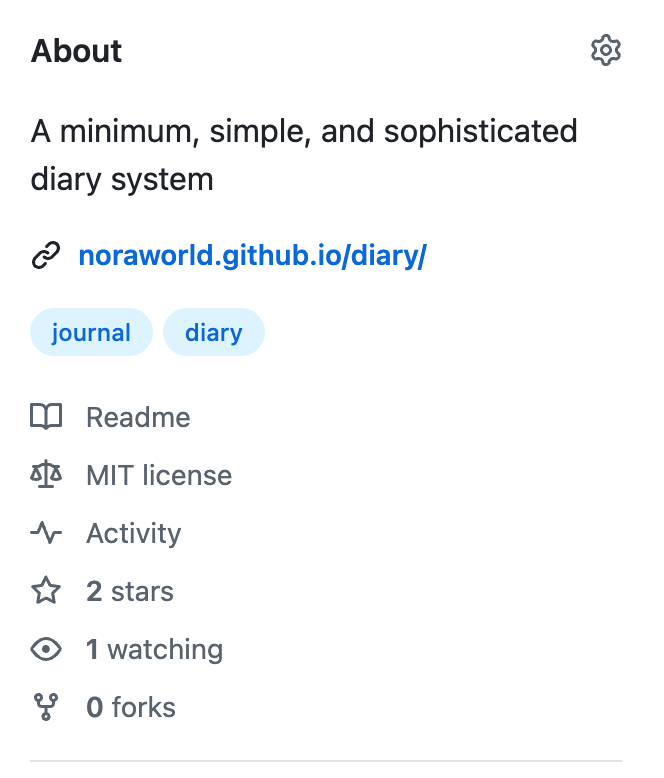 About
A minimum, simple, and sophisticated
diary system
noraworld.github.io/diary/
journal diary
Readme
MIT license
Activity
2 stars
1 watching
0 forks